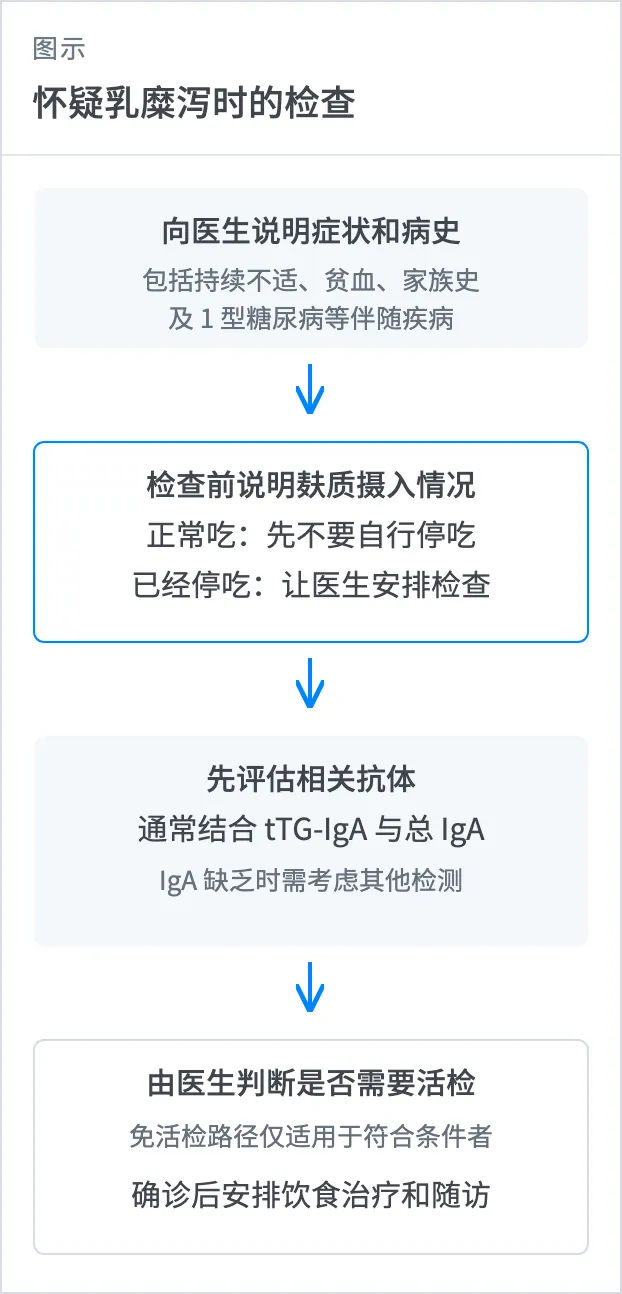 图示
怀疑乳糜泻时的检查
向医生说明症状和病史
包括持续不适、贫血、家族史
及 1 型糖尿病等伴随疾病
检查前说明麸质摄入情况
正常吃：先不要自行停吃
已经停吃：让医生安排检查
先评估相关抗体
通常结合 tTG-IgA 与总 IgA
IgA 缺乏时需考虑其他检测
由医生判断是否需要活检
免活检路径仅适用于符合条件者
确诊后安排饮食治疗和随访